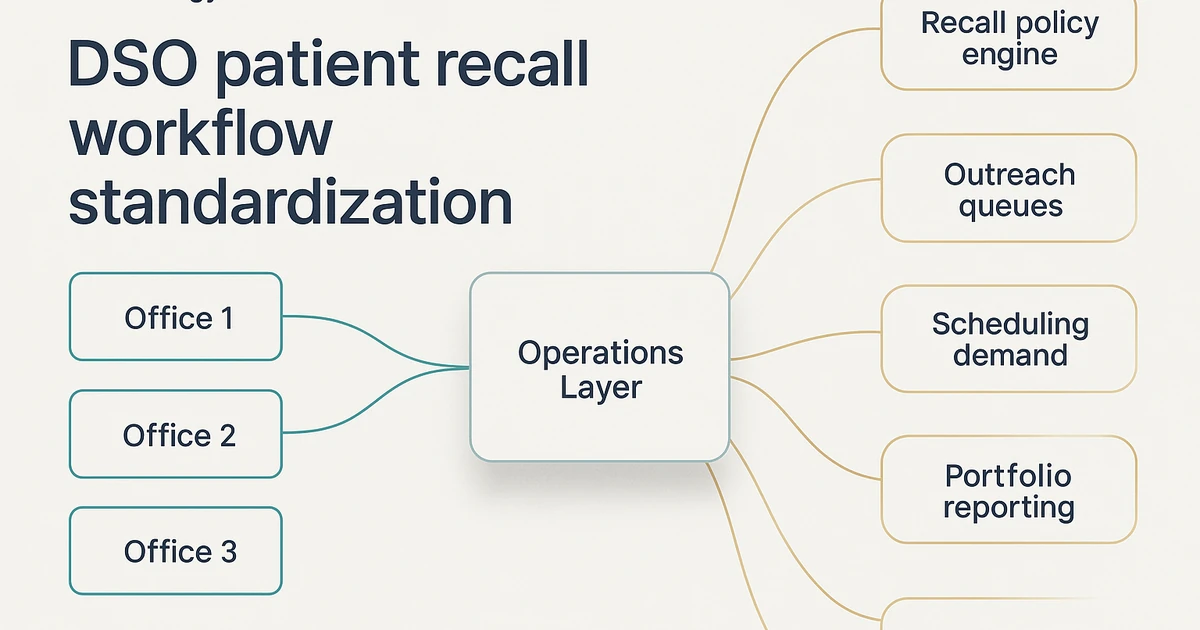 DSO patient recall
workflow
standardization
Office 1
Office 2
Office 3
Operations
Layer
Recall policy
engine
Outreach
queues
Scheduling
demand
Portfolio
reporting